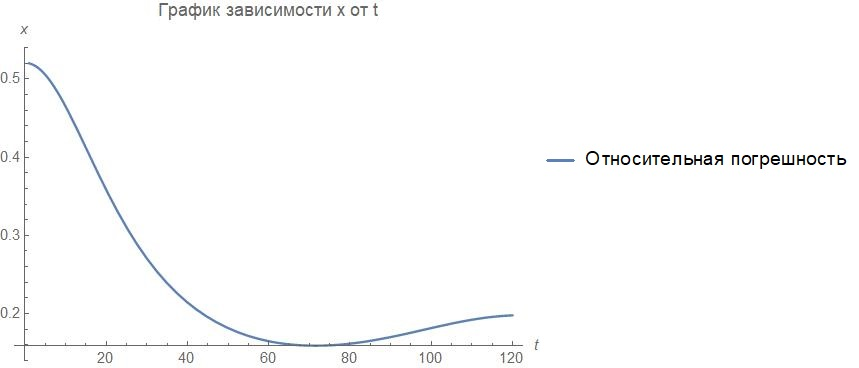 График зависимости x от t
x
0.5
0.4
0.3
0.2
20 40 60 80 100 120 t
Относительная погрешность